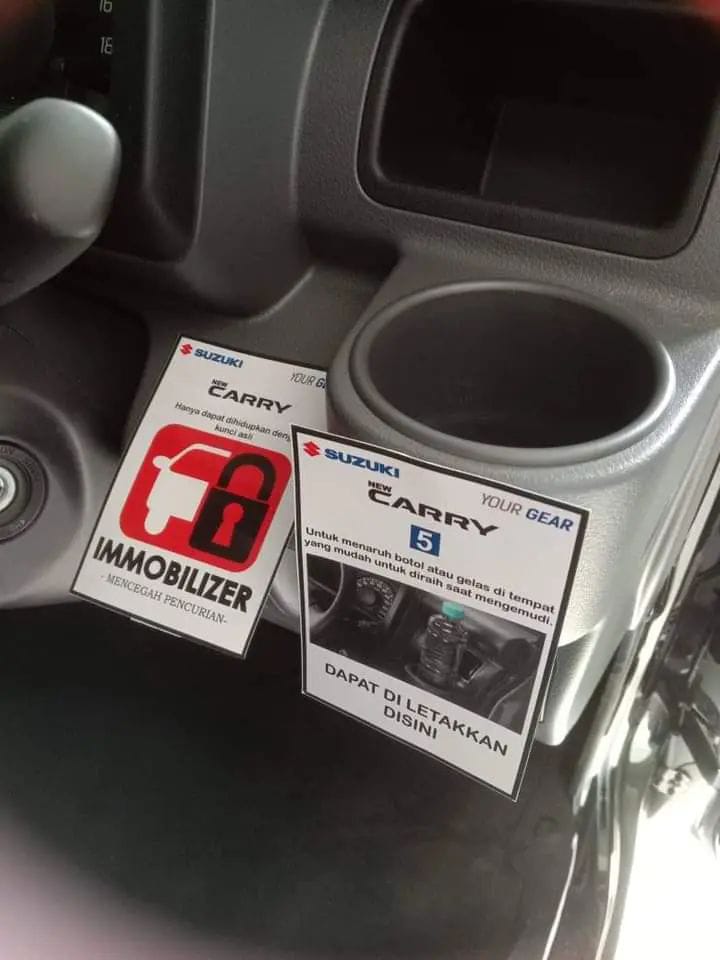 16
SUZUKI
YOUR
NEW
CARRY
Hanya dapat dihidupkan
kunci asli
IMMOBILIZER
- MENCEGAH PENCURIAN-
SUZUKI
YOUR GEAR
NEW
CARRY
5
Untuk menaruh botol atau gelas di tempat
yang mudah untuk diraih saat mengemudi.
DAPAT DI LETAKKAN
DISINI